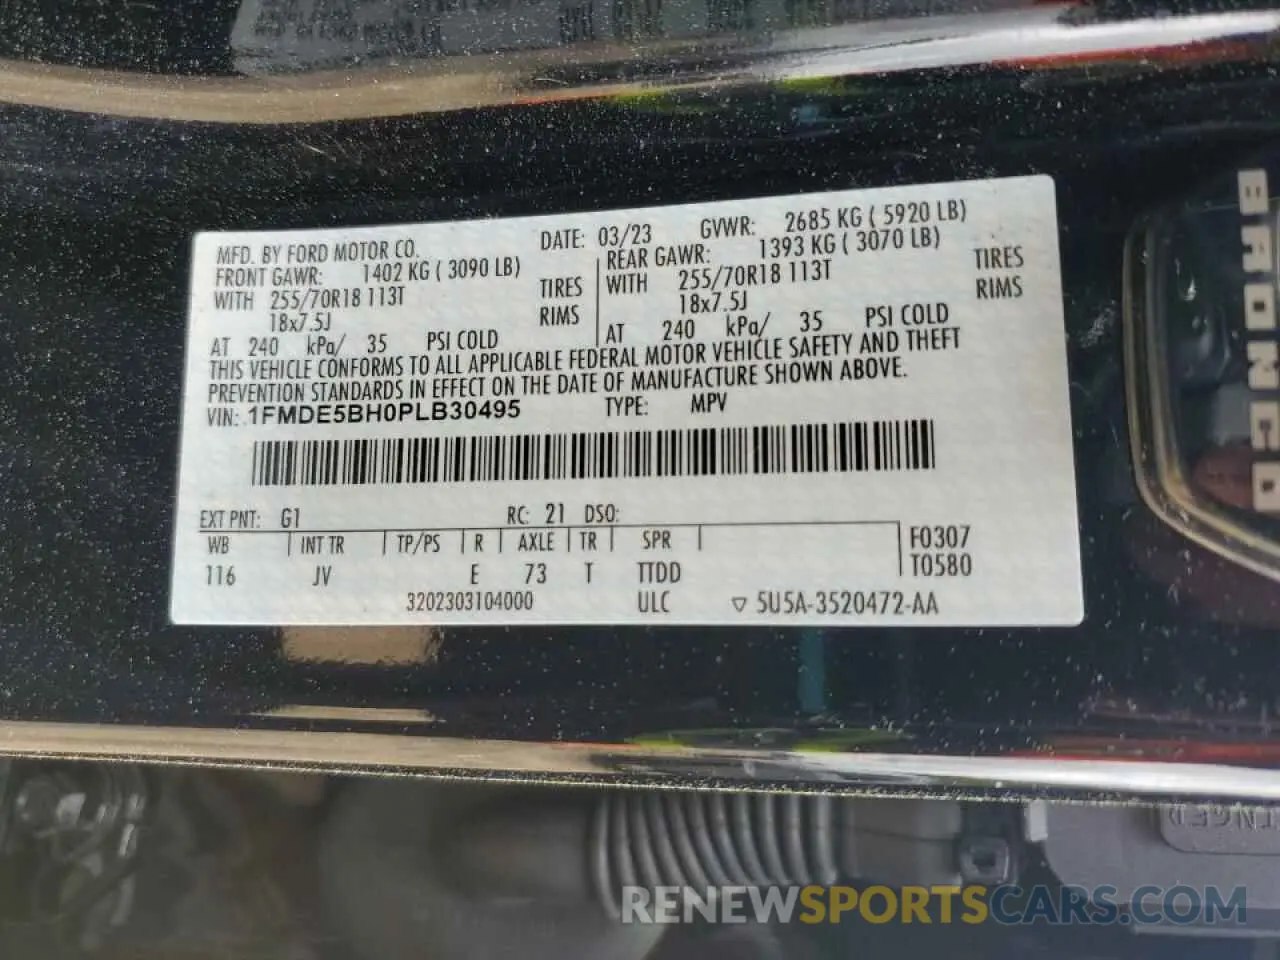 MFD. BY FORD MOTOR CO. DATE: 03/23 GVWR: 2685 KG ( 5920 LB)
FRONT GAWR: 1402 KG ( 3090 LB) REAR GAWR: 1393 KG ( 3070 LB)
WITH 255/70R18 113T TIRES WITH 255/70R18 113T TIRES
18x7.5J RIMS 18x7.5J RIMS
AT 240 kPa/ 35 PSI COLD AT 240 kPa/ 35 PSI COLD
THIS VEHICLE CONFORMS TO ALL APPLICABLE FEDERAL MOTOR VEHICLE SAFETY AND THEFT
PREVENTION STANDARDS IN EFFECT ON THE DATE OF MANUFACTURE SHOWN ABOVE.
VIN: 1FMDE5BH0PLB30495 TYPE: MPV
EXT PNT: G1 RC: 21 DSO:
WB INT TR TP/PS R AXLE TR SPR F0307
116 JV E 73 T TTDD T0580
3202303104000 ULC ▽ 5U5A-3520472-AA
BRONCO
RENEWSPORTSCARS.COM